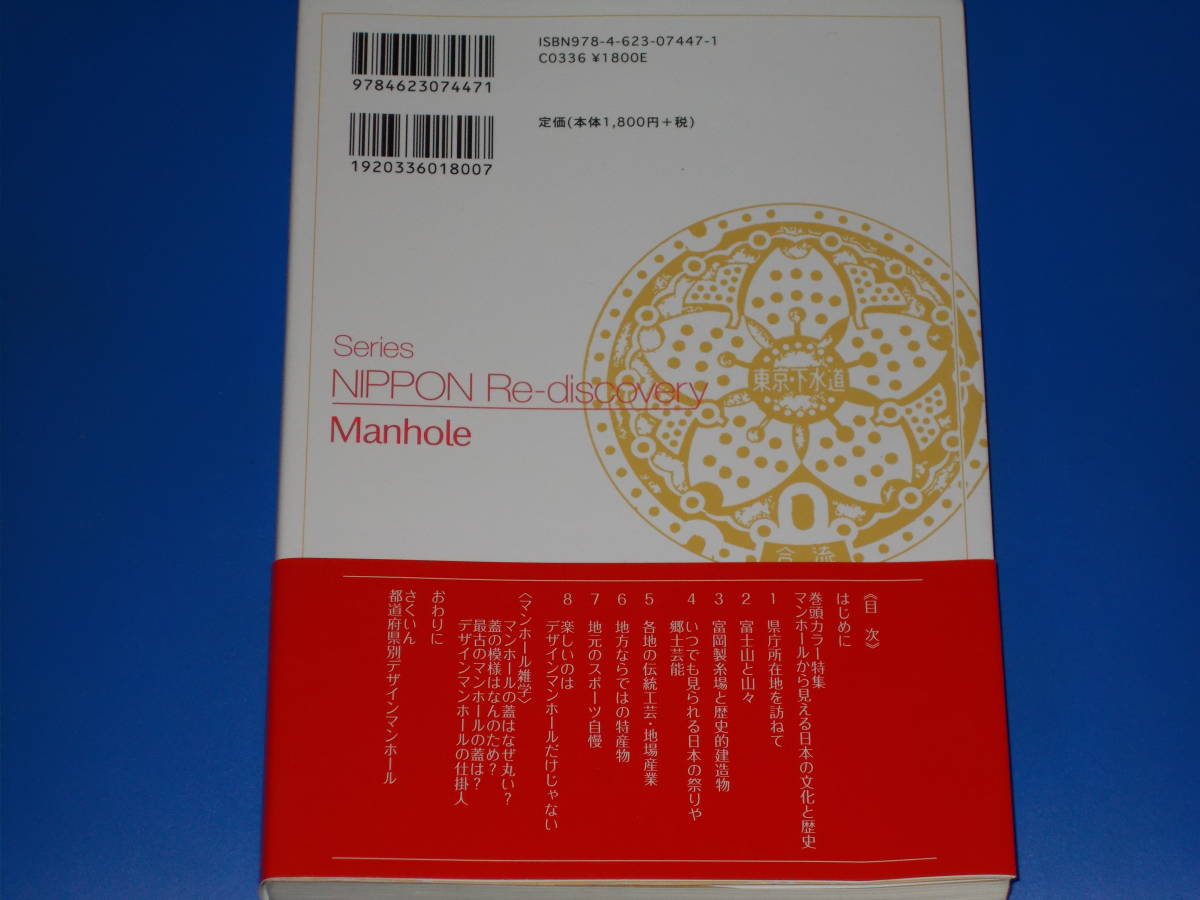 ISBN978-4-623-07447-1
C0336 ¥1800E
9784623074471
定価(本体1,800円+税)
1920336018007
Series
NIPPON Re-discovery
Manhole
東京・下水道
合流
《目 次》
はじめに
巻頭カラー特集
マンホールから見える日本の文化と歴史
1 県庁所在地を訪ねて
2 富士山と山々
3 富岡製糸場と歴史的建造物
4 いつでも見られる日本の祭りや
郷土芸能
5 各地の伝統工芸・地場産業
6 地方ならではの特産物
7 地元のスポーツ自慢
8 楽しいのは
デザインマンホールだけじゃない
〈マンホール雑学〉
マンホールの蓋はなぜ丸い?
蓋の模様はなんのため?
最古のマンホールの蓋は?
デザインマンホールの仕掛人
おわりに
さくいん
都道府県別デザインマンホール